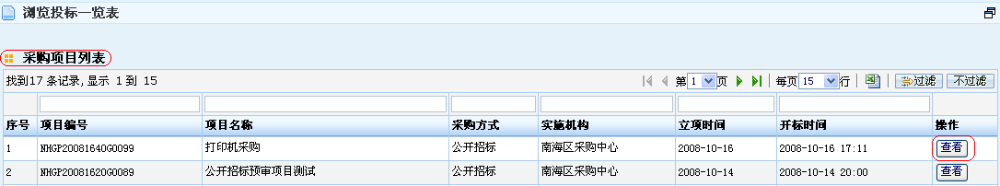 浏览投标一览表
采购项目列表
找到17 条记录, 显示 1 到 15 第 1 页 每页 15 行 过滤 不过滤
序号 项目编号 项目名称 采购方式 实施机构 立项时间 开标时间 操作
1 NHGP20081640G0099 打印机采购 公开招标 南海区采购中心 2008-10-16 2008-10-16 17:11 查看
2 NHGP20081620G0089 公开招标预审项目测试 公开招标 南海区采购中心 2008-10-14 2008-10-14 20:00 查看